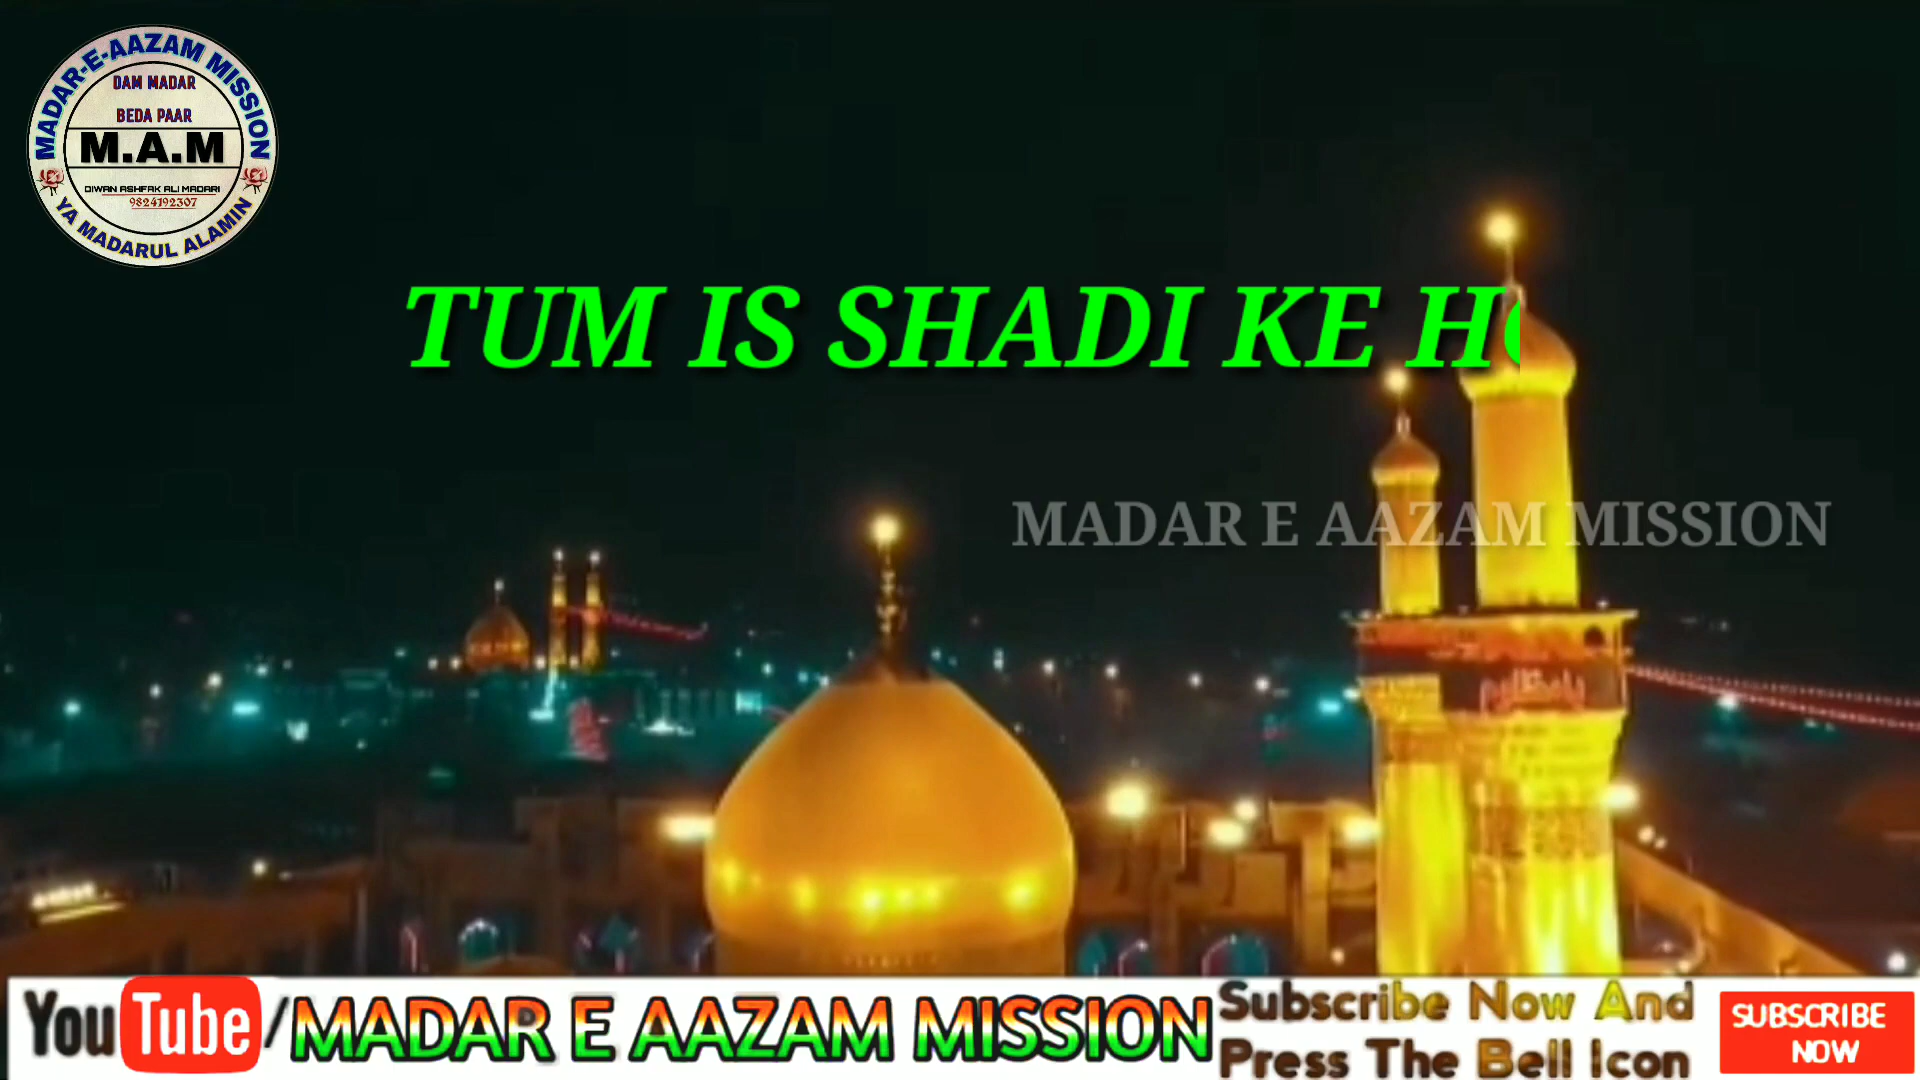 MADAR-E-AAZAM MISSION
DAM MADAR
BEDA PAAR
M.A.M
DIWAN ASHFAK ALI MADARI
9824192307
YA MADARUL ALAMIN
TUM IS SHADI KE
MADAR E AAZAM MISSION
YouTube/MADAR E AAZAM MISSION
Subscribe Now And
Press The Bell Icon
SUBSCRIBE
NOW